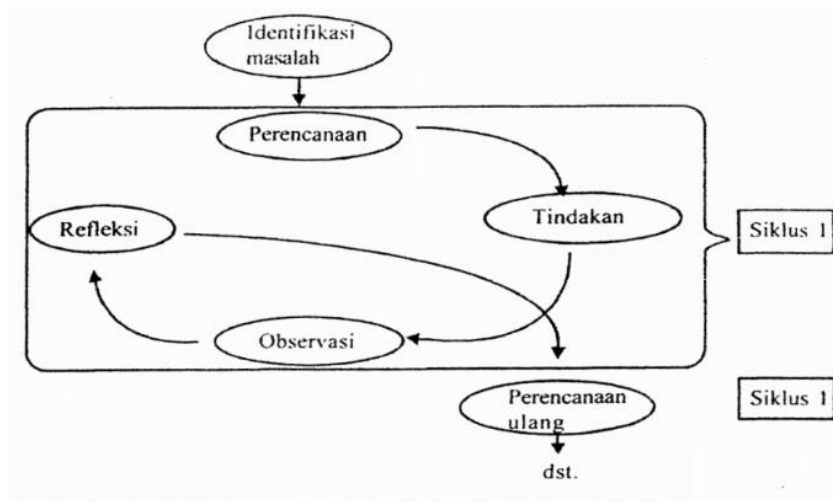 Identifikasi
masalah
Perencanaan
Tindakan
Refleksi
Siklus 1
Observasi
Perencanaan
ulang
Siklus 1
dst.